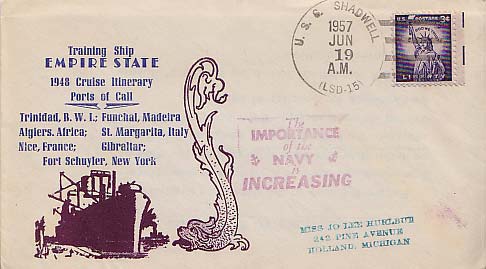 Training Ship
EMPIRE STATE
1948 Cruise Itinerary
Ports of Call
Trinidad, B. W. I.; Funchal, Madeira
Algiers, Africa; St. Margarita, Italy
Nice, France; Gibraltar;
Fort Schuyler, New York
U. S. S. SHADWELL
1957
JUN
19
A.M.
(LSD-15)
U.S. POSTAGE 3¢
LIBERTY
The
IMPORTANCE
of the
NAVY
is
INCREASING
MISS JO LEE HURLBUT
242 PINE AVENUE
HOLLAND, MICHIGAN